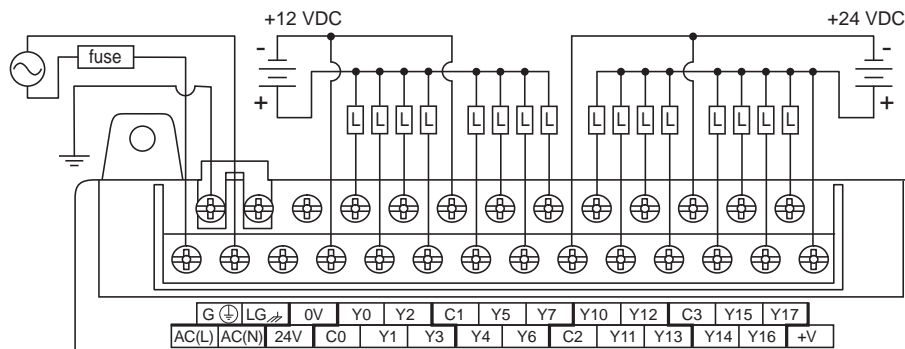 +12 VDC +24 VDC
- -
fuse
+ +
L L L L L L L L L L L L L L L L
G LG 0V Y0 Y2 C1 Y5 Y7 Y10 Y12 C3 Y15 Y17
AC(L) AC(N) 24V C0 Y1 Y3 Y4 Y6 C2 Y11 Y13 Y14 Y16 +V